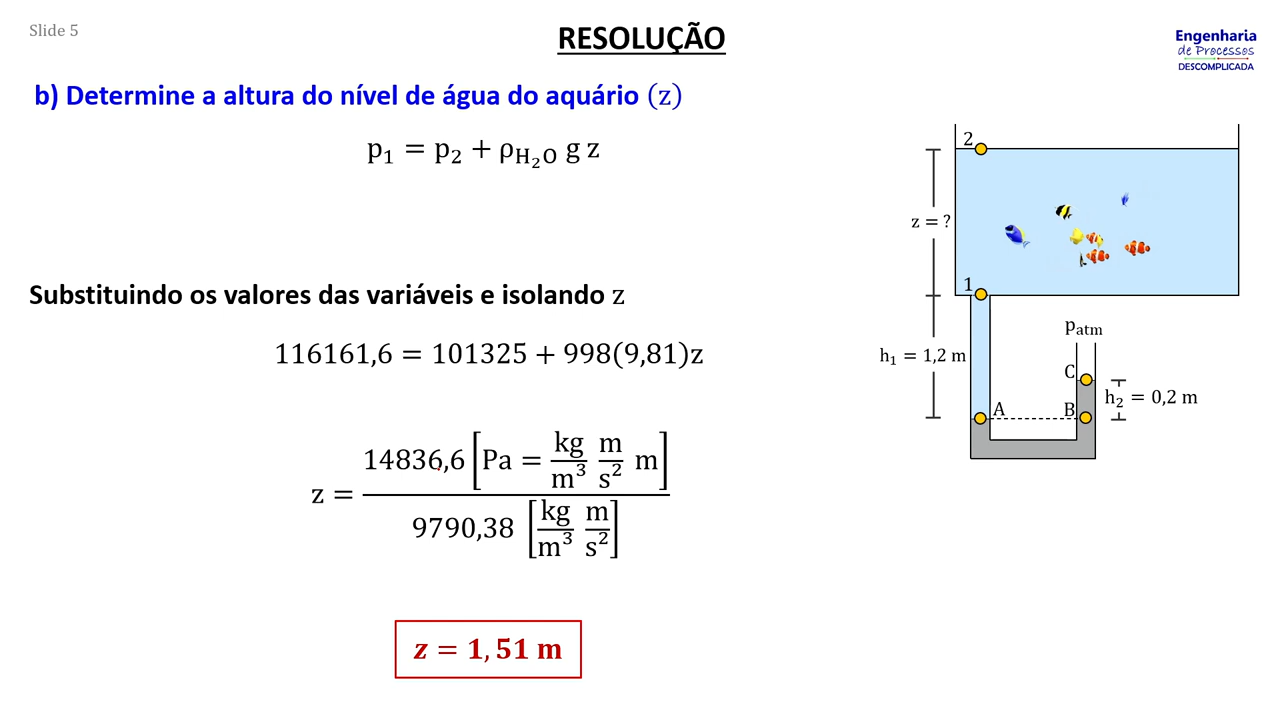 Slide 5
RESOLUÇÃO
Engenharia
de Processos
DESCOMPLICADA
b) Determine a altura do nível de água do aquário (z)
p₁ = p₂ + ρ_H₂O g z
Substituindo os valores das variáveis e isolando z
116161,6 = 101325 + 998(9,81)z
z = 14836,6 [Pa = kg/m³ m/s² m] / 9790,38 [kg/m³ m/s²]
z = 1,51 m
2
z = ?
1
p_atm
h₁ = 1,2 m
C
h₂ = 0,2 m
A
B